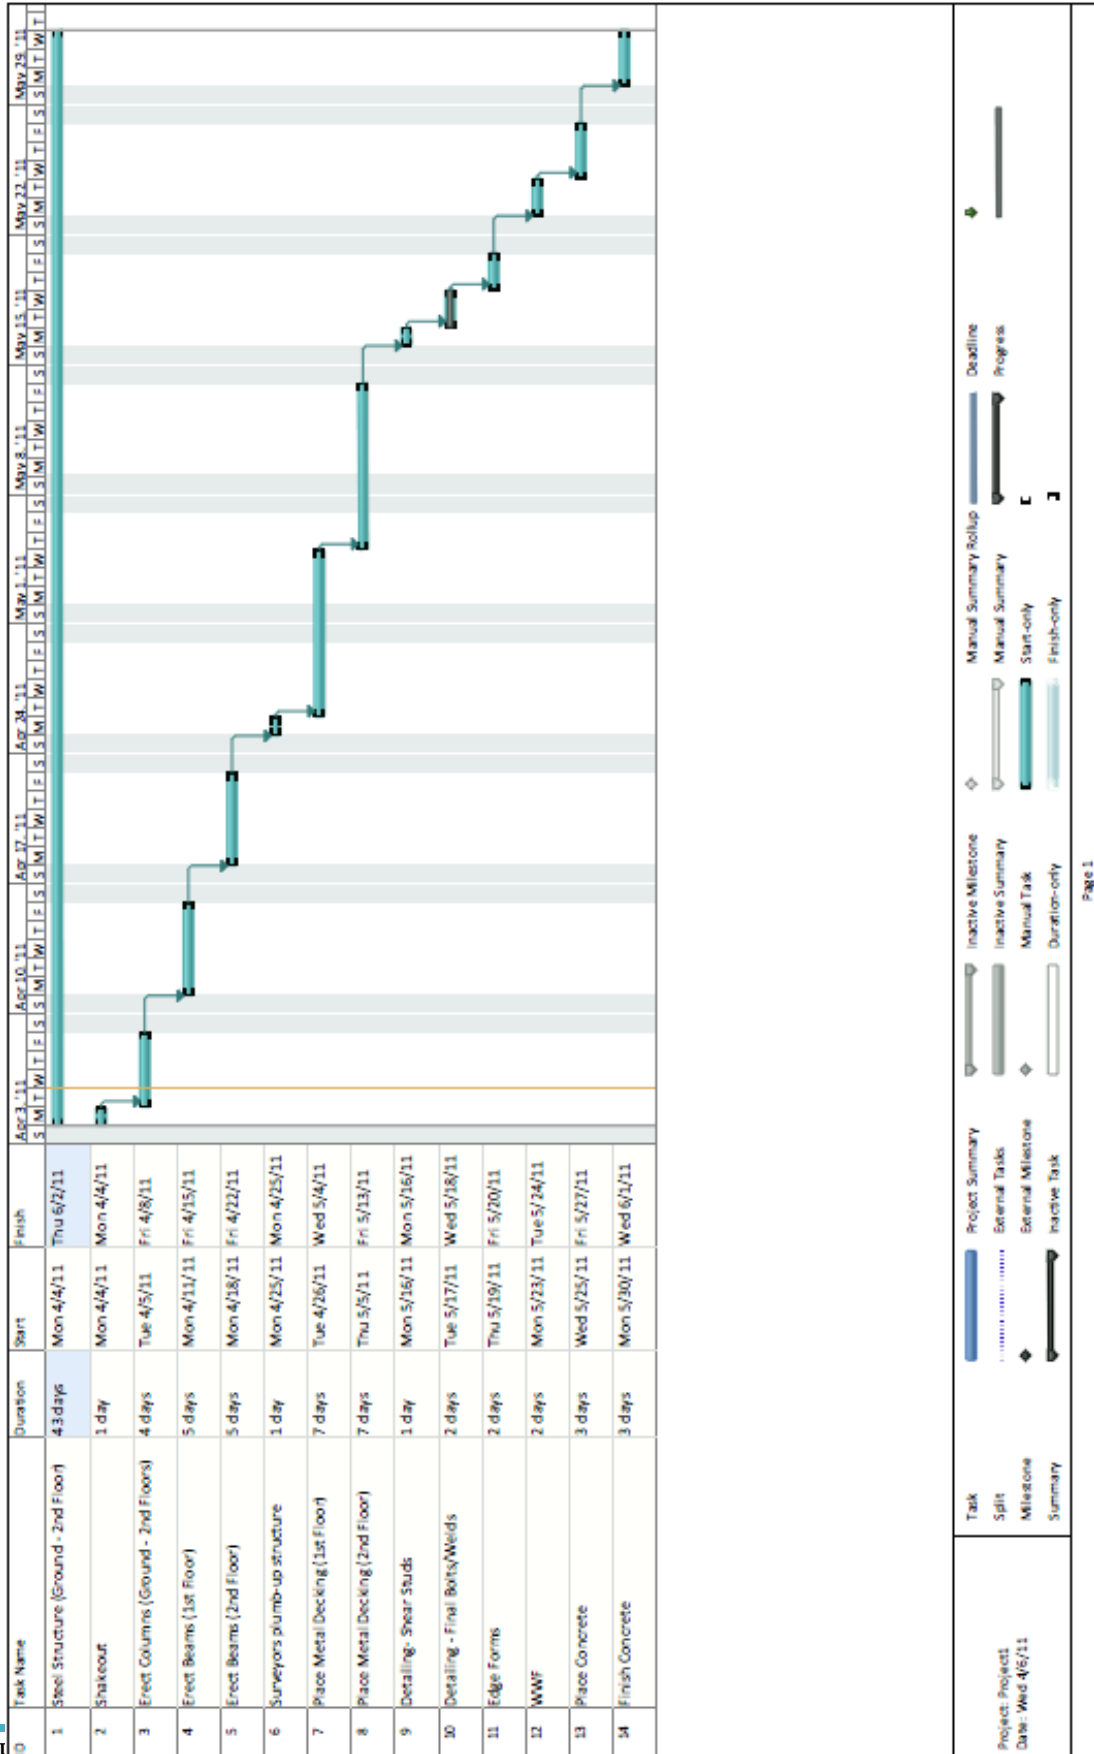 ID Task Name Duration Start Finish
1 Steel Structure (Ground - 2nd Floor) 43 days Mon 4/4/11 Thu 6/2/11
2 Shakeout 1 day Mon 4/4/11 Mon 4/4/11
3 Erect Columns (Ground - 2nd Floors) 4 days Tue 4/5/11 Fri 4/8/11
4 Erect Beams (1st Floor) 5 days Mon 4/11/11 Fri 4/15/11
5 Erect Beams (2nd Floor) 5 days Mon 4/18/11 Fri 4/22/11
6 Surveyors plumb-up structure 1 day Mon 4/25/11 Mon 4/25/11
7 Place Metal Decking (1st Floor) 7 days Tue 4/26/11 Wed 5/4/11
8 Place Metal Decking (2nd Floor) 7 days Thu 5/5/11 Fri 5/13/11
9 Detailing- Shear Studs 1 day Mon 5/16/11 Mon 5/16/11
10 Detailing - Final Bolts/Welds 2 days Tue 5/17/11 Wed 5/18/11
11 Edge Forms 2 days Thu 5/19/11 Fri 5/20/11
12 WWF 2 days Mon 5/23/11 Tue 5/24/11
13 Place Concrete 3 days Wed 5/25/11 Fri 5/27/11
14 Finish Concrete 3 days Mon 5/30/11 Wed 6/1/11
Apr 3, '11 Apr 10, '11 Apr 17, '11 Apr 24, '11 May 1, '11 May 8, '11 May 15, '11 May 22, '11 May 29, '11
S M T W T F S S M T W T F S S M T W T F S S M T W T F S S M T W T F S S M T W T F S S M T W T F S S M T W T F S S M T W T
Project: Project1
Date: Wed 4/6/11
Task Project Summary Inactive Milestone Manual Summary Rollup Deadline
Split External Tasks Inactive Summary Manual Summary Progress
Milestone External Milestone Manual Task Start-only
Summary Inactive Task Duration-only Finish-only
Page 1